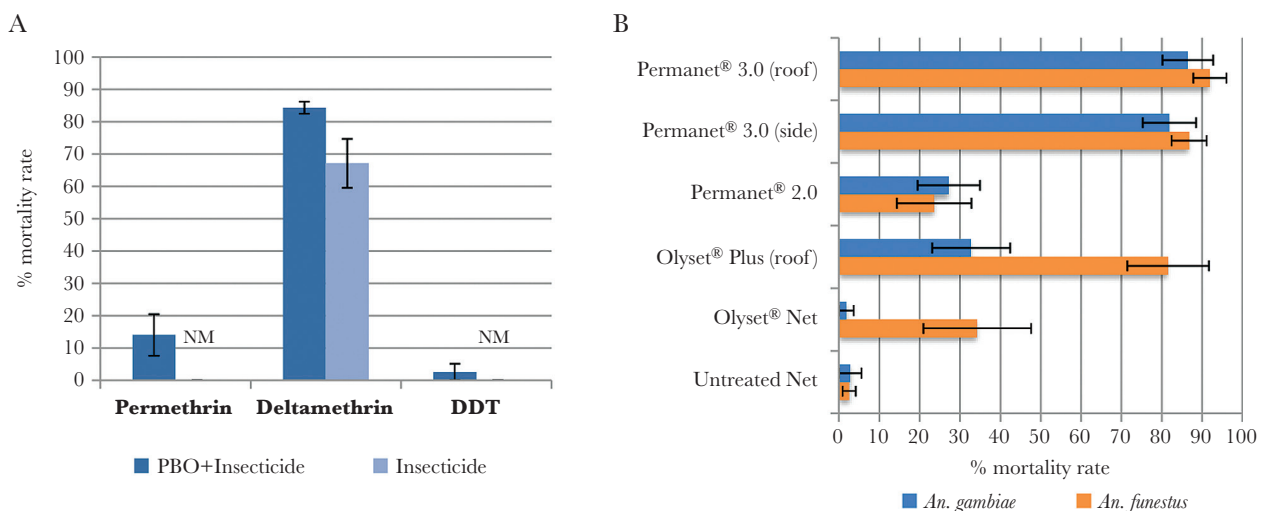 A
100
90
80
70
60
50
40
30
20
10
0
% mortality rate
NM
NM
Permethrin Deltamethrin DDT
PBO+Insecticide Insecticide
B
Permanet® 3.0 (roof)
Permanet® 3.0 (side)
Permanet® 2.0
Olyset® Plus (roof)
Olyset® Net
Untreated Net
0 10 20 30 40 50 60 70 80 90 100
% mortality rate
An. gambiae An. funestus